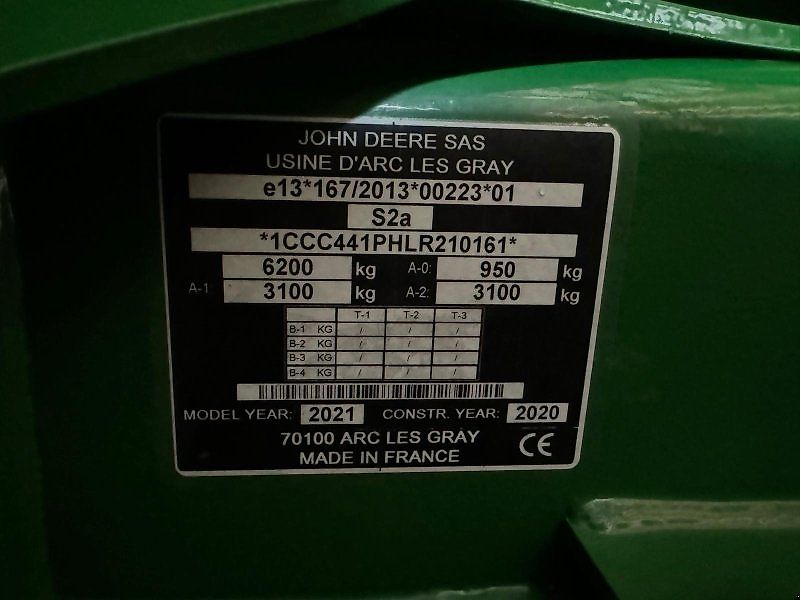 JOHN DEERE SAS
USINE D'ARC LES GRAY
e13*167/2013*00223*01
S2a
*1CCC441PHLR210161*
6200 kg A-0: 950 kg
A-1 3100 kg A-2: 3100 kg
T-1 T-2 T-3
B-1 KG / / /
B-2 KG / / /
B-3 KG / / /
B-4 KG / / /
MODEL YEAR: 2021 CONSTR. YEAR: 2020
70100 ARC LES GRAY CE
MADE IN FRANCE